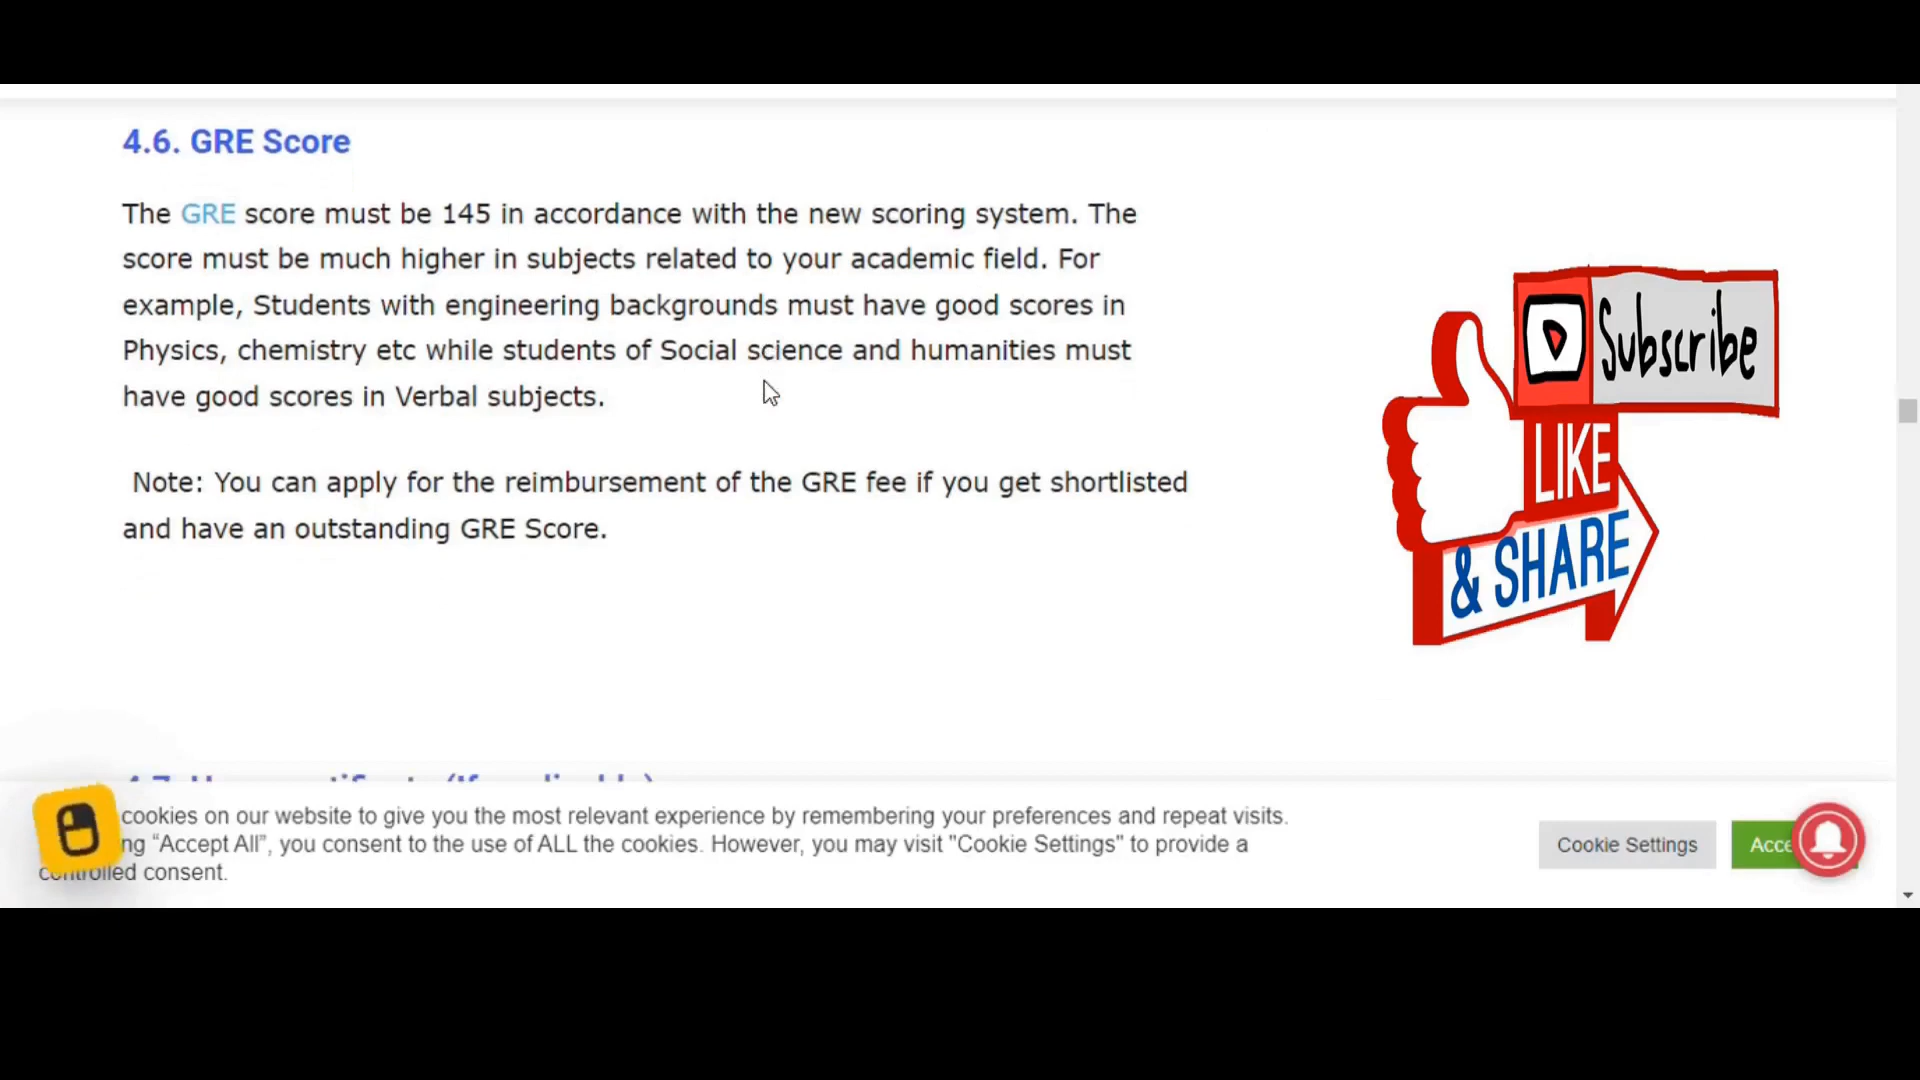 4.6. GRE Score
The GRE score must be 145 in accordance with the new scoring system. The
score must be much higher in subjects related to your academic field. For
example, Students with engineering backgrounds must have good scores in
Physics, chemistry etc while students of Social science and humanities must
have good scores in Verbal subjects.
Note: You can apply for the reimbursement of the GRE fee if you get shortlisted
and have an outstanding GRE Score.
Subscribe
LIKE
& SHARE
cookies on our website to give you the most relevant experience by remembering your preferences and repeat visits.
ng “Accept All”, you consent to the use of ALL the cookies. However, you may visit "Cookie Settings" to provide a
controlled consent.
Cookie Settings
Acce